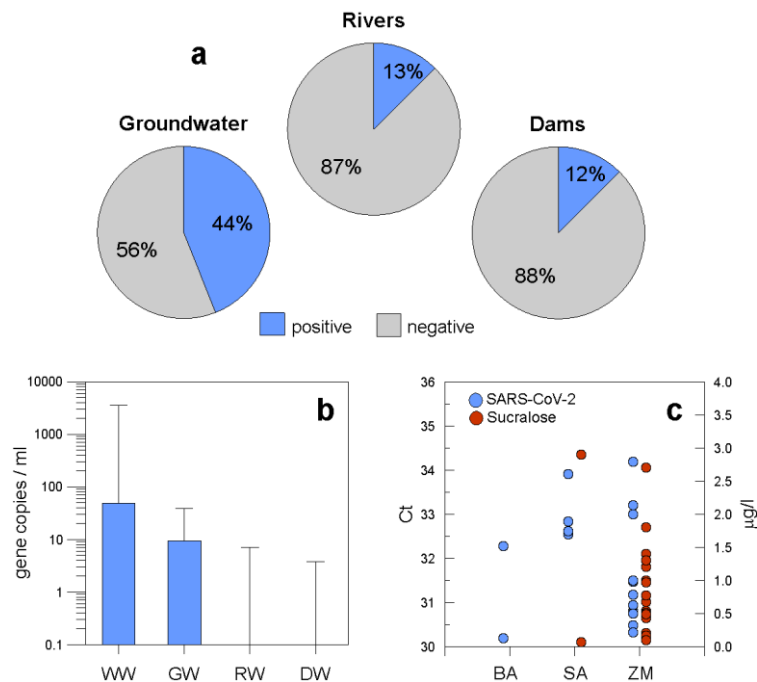 Rivers
a
13%
87%
Groundwater
44%
56%
Dams
12%
88%
positive negative
b
gene copies / ml
10000
1000
100
10
1
0.1
WW GW RW DW
c
SARS-CoV-2
Sucralose
Ct
36
35
34
33
32
31
30
µg/l
4.0
3.5
3.0
2.5
2.0
1.5
1.0
0.5
0.0
BA SA ZM